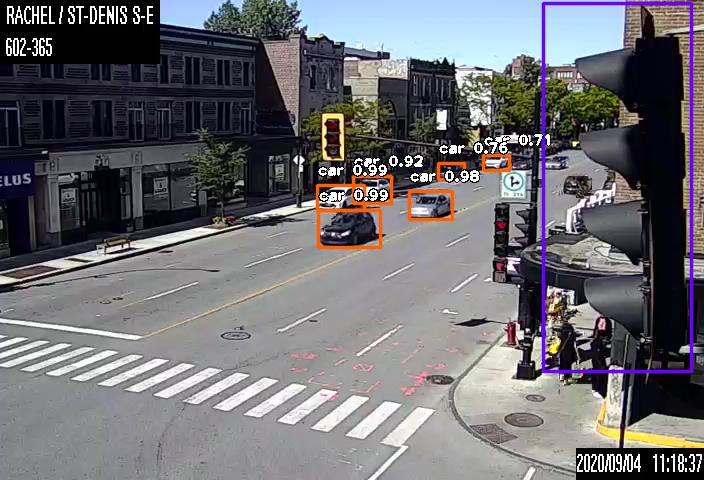 RACHEL / ST-DENIS S-E
602-365
car 0.71
car 0.76
car 0.92
car 0.99
car 0.98
car 0.99
ELUS
2020/09/04 11:18:37